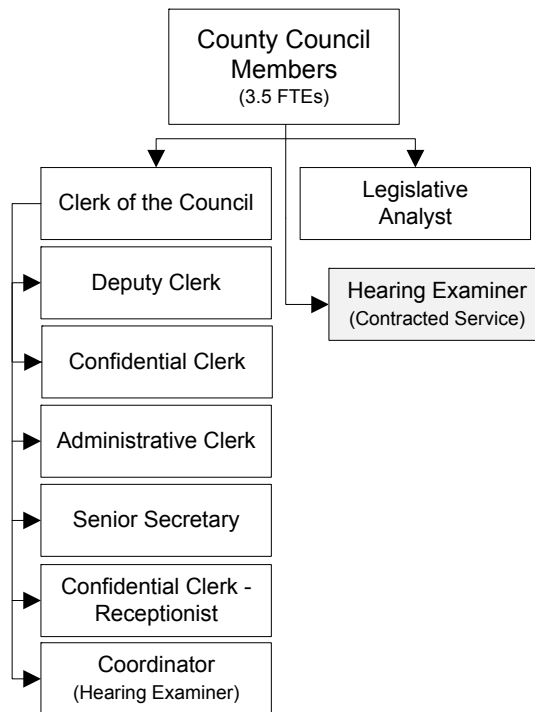 County Council
Members
(3.5 FTEs)
Clerk of the Council
Legislative
Analyst
Deputy Clerk
Hearing Examiner
(Contracted Service)
Confidential Clerk
Administrative Clerk
Senior Secretary
Confidential Clerk -
Receptionist
Coordinator
(Hearing Examiner)